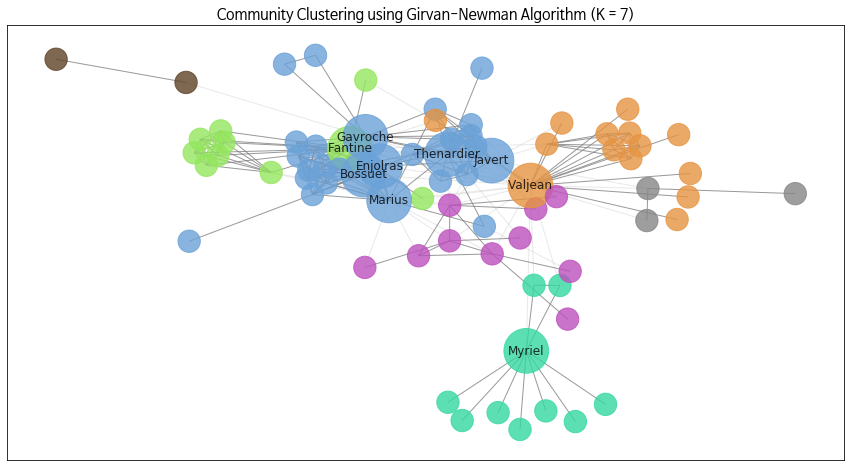 Community Clustering using Girvan-Newman Algorithm (K = 7)
Gavroche
Fantine
Thenardier
Javert
Enjolras
Bossuet
Valjean
Marius
Myriel